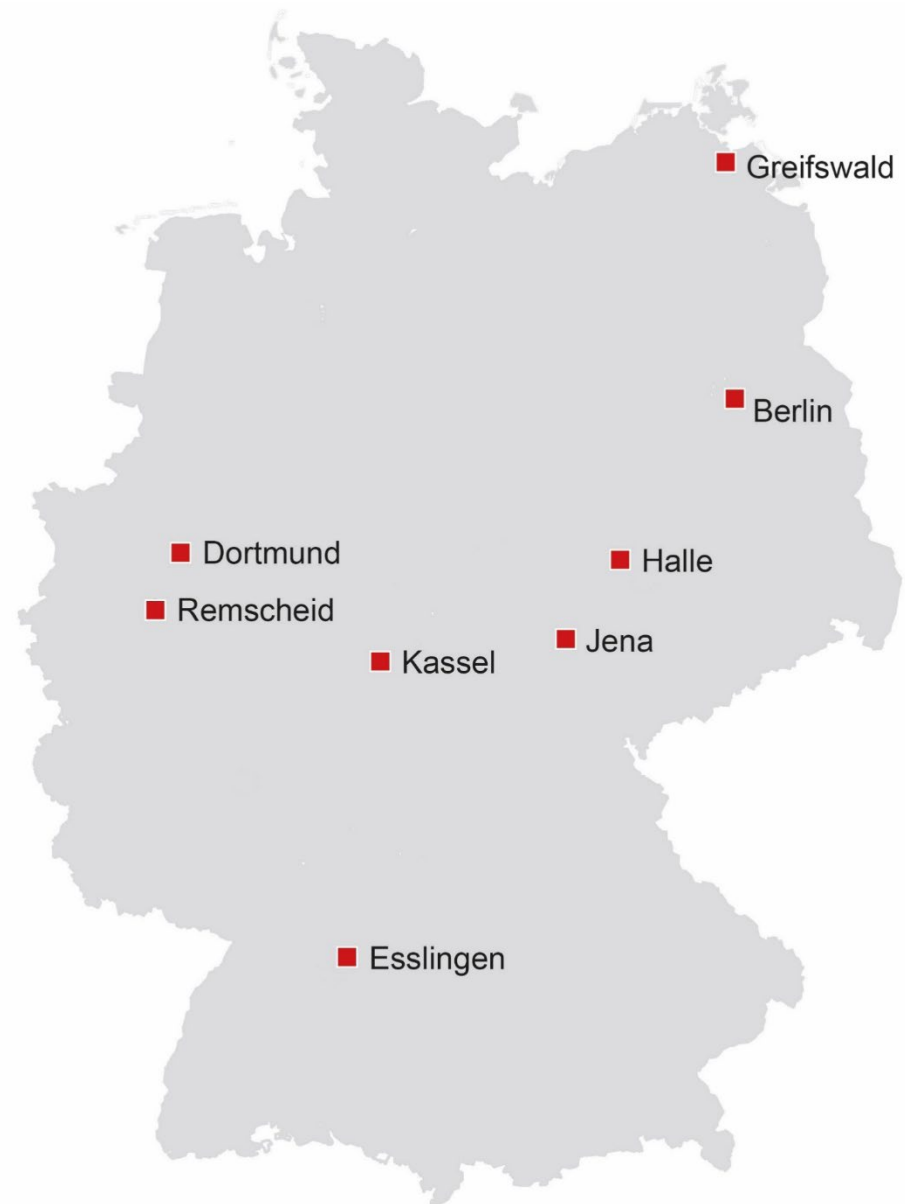 Greifswald
Berlin
Dortmund
Halle
Remscheid
Jena
Kassel
Esslingen